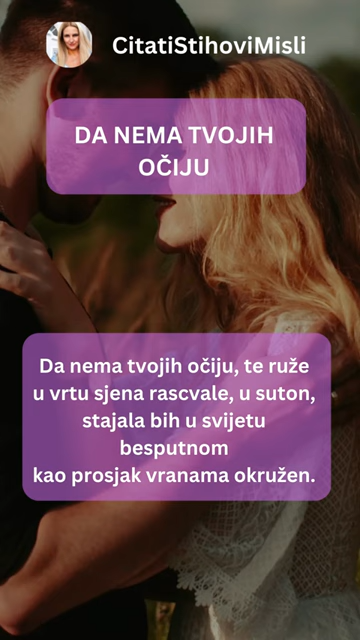 CitatiStihoviMisli
DA NEMA TVOJIH
OČIJU
Da nema tvojih očiju, te ruže
u vrtu sjena rascvale, u suton,
stajala bih u svijetu
besputnom
kao prosjak vranama okružen.